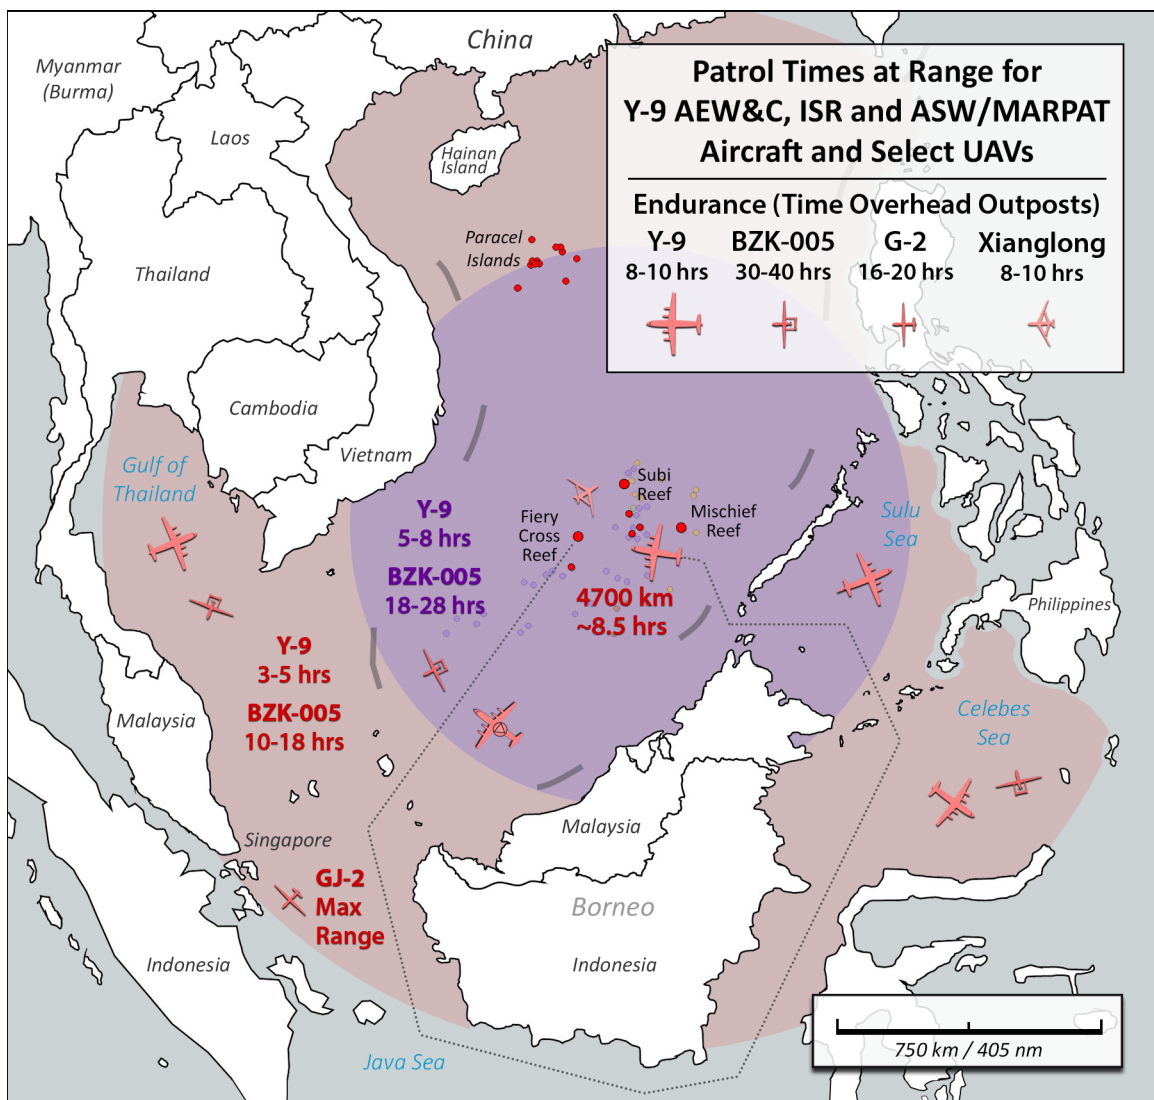 China
Myanmar
(Burma)
Laos
Hainan
Island
Patrol Times at Range for
Y-9 AEW&C, ISR and ASW/MARPAT
Aircraft and Select UAVs
Endurance (Time Overhead Outposts)
Y-9 BZK-005 G-2 Xianglong
8-10 hrs 30-40 hrs 16-20 hrs 8-10 hrs
Paracel
Islands
Thailand
Cambodia
Vietnam
Gulf of
Thailand
Subi
Reef
Mischief
Reef
Fiery
Cross
Reef
Sulu
Sea
Y-9
5-8 hrs
BZK-005
18-28 hrs
4700 km
~8.5 hrs
Philippines
Y-9
3-5 hrs
BZK-005
10-18 hrs
Malaysia
Celebes
Sea
Malaysia
Singapore
GJ-2
Max
Range
Borneo
Indonesia
Indonesia
Java Sea
750 km / 405 nm